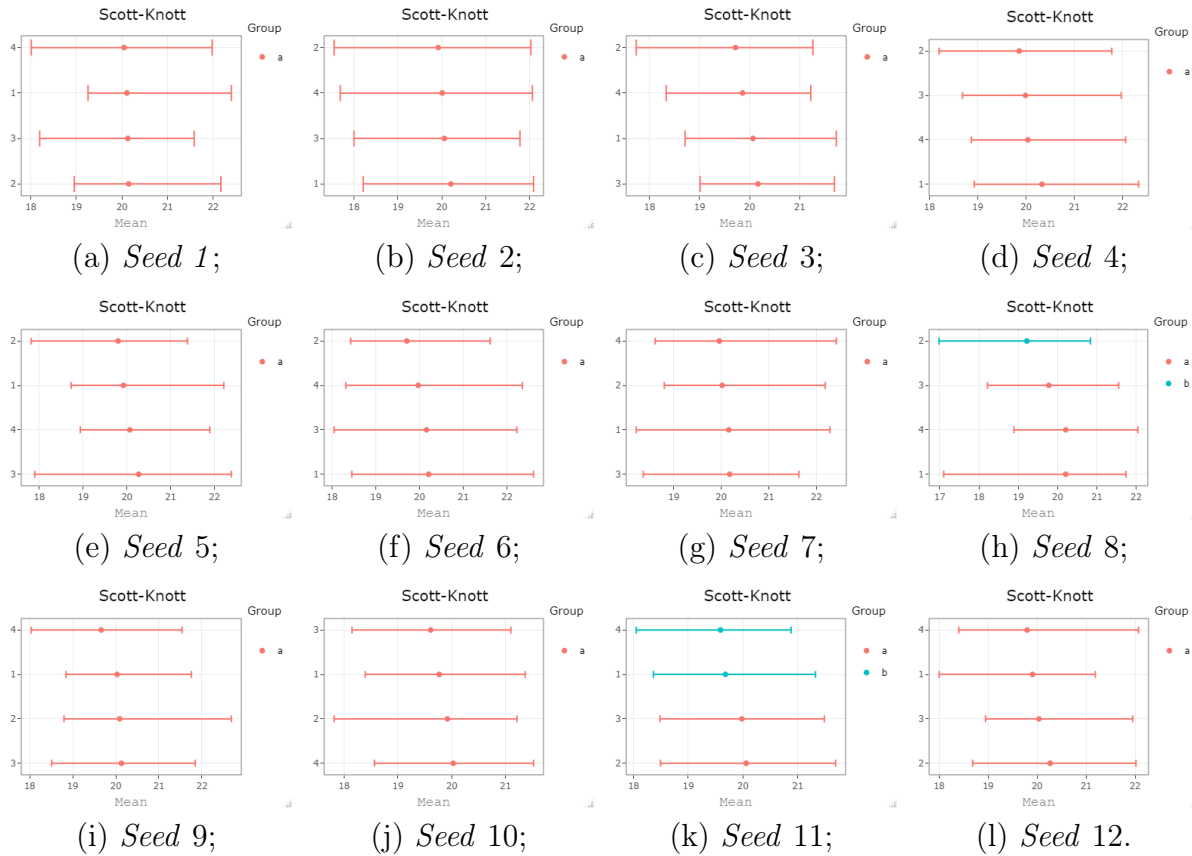 Scott-Knott
Group
a
4
1
3
2
18 19 20 21 22
Mean
(a) Seed 1;
Scott-Knott
Group
a
2
4
3
1
18 19 20 21 22
Mean
(b) Seed 2;
Scott-Knott
Group
a
2
4
1
3
18 19 20 21
Mean
(c) Seed 3;
Scott-Knott
Group
a
2
3
4
1
18 19 20 21 22
Mean
(d) Seed 4;
Scott-Knott
Group
a
2
1
4
3
18 19 20 21 22
Mean
(e) Seed 5;
Scott-Knott
Group
a
2
4
3
1
18 19 20 21 22
Mean
(f) Seed 6;
Scott-Knott
Group
a
4
2
1
3
19 20 21 22
Mean
(g) Seed 7;
Scott-Knott
Group
a
b
2
3
4
1
17 18 19 20 21 22
Mean
(h) Seed 8;
Scott-Knott
Group
a
4
1
2
3
18 19 20 21 22
Mean
(i) Seed 9;
Scott-Knott
Group
a
3
1
2
4
18 19 20 21
Mean
(j) Seed 10;
Scott-Knott
Group
a
b
4
1
3
2
18 19 20 21
Mean
(k) Seed 11;
Scott-Knott
Group
a
4
1
3
2
18 19 20 21 22
Mean
(l) Seed 12.